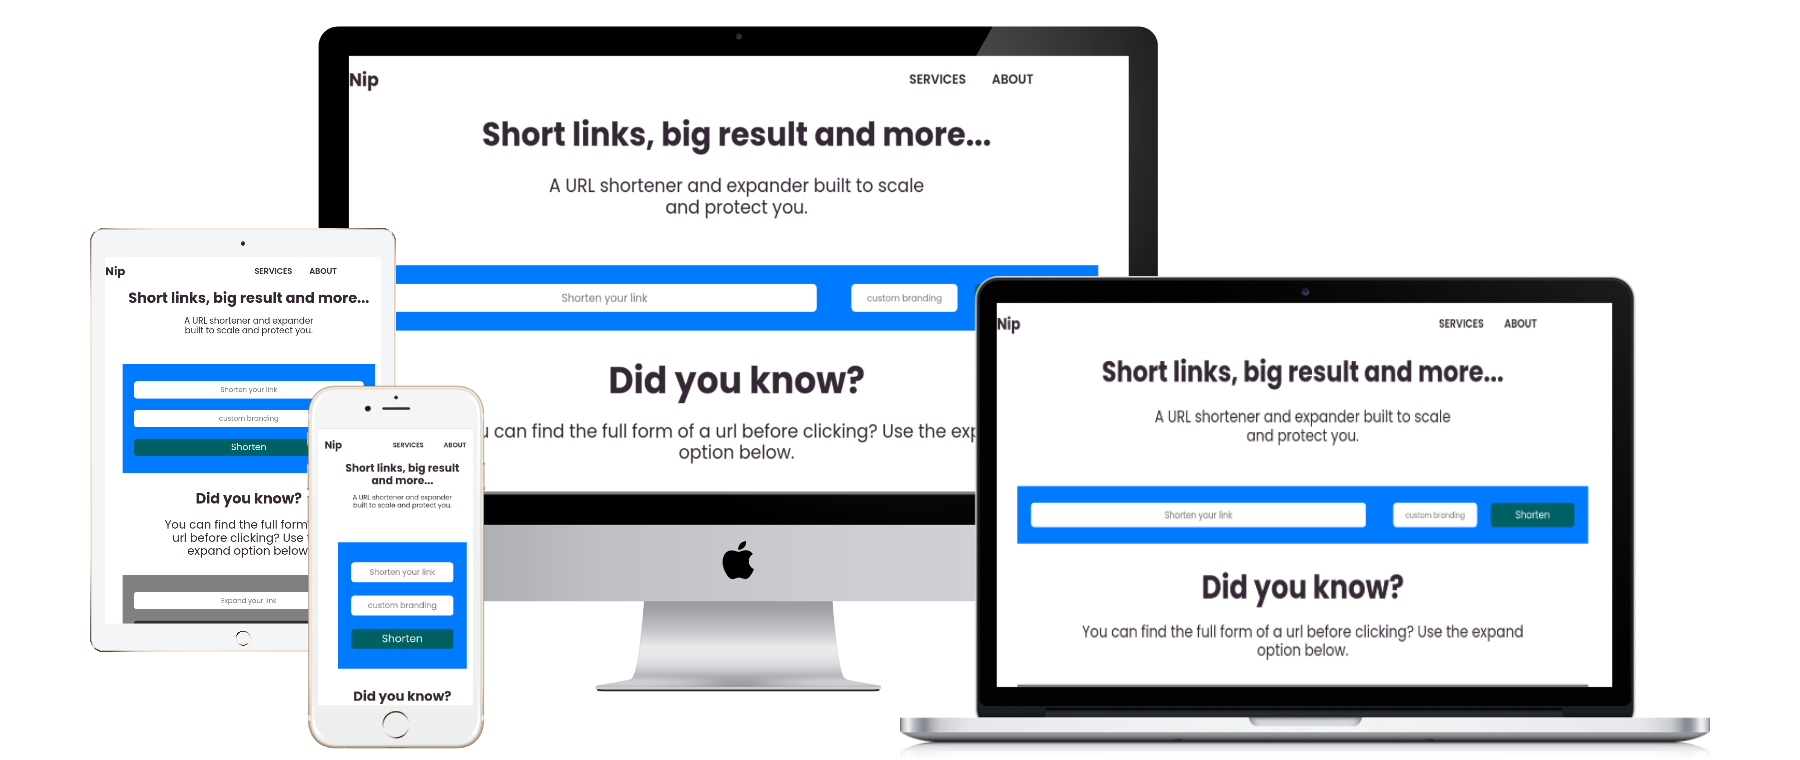 Nip
SERVICES ABOUT
Short links, big result and more...
A URL shortener and expander built to scale
and protect you.
Shorten your link
custom branding
Did you know?
can find the full form of a url before clicking? Use the
option below.
Nip
SERVICES ABOUT
Short links, big result and more...
A URL shortener and expander
built to scale and protect you.
Shorten your link
custom branding
Shorten
Did you know?
You can find the full form
url before clicking? Use
expand option below
Expand your link
Nip
SERVICES ABOUT
Short links, big result
and more...
A URL shortener and expander
built to scale and protect you.
Shorten your link
custom branding
Shorten
Did you know?
Nip
SERVICES ABOUT
Short links, big result and more...
A URL shortener and expander built to scale
and protect you.
Shorten your link
custom branding
Shorten
Did you know?
You can find the full form of a url before clicking? Use the expand
option below.